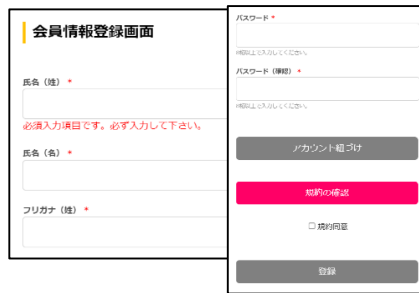 会員情報登録画面
氏名（姓） *
必須入力項目です。必ず入力して下さい。
氏名（名） *
フリガナ（姓） *
パスワード *
パスワード（確認） *
アカウント紐づけ
規約の確認
規約同意
登録